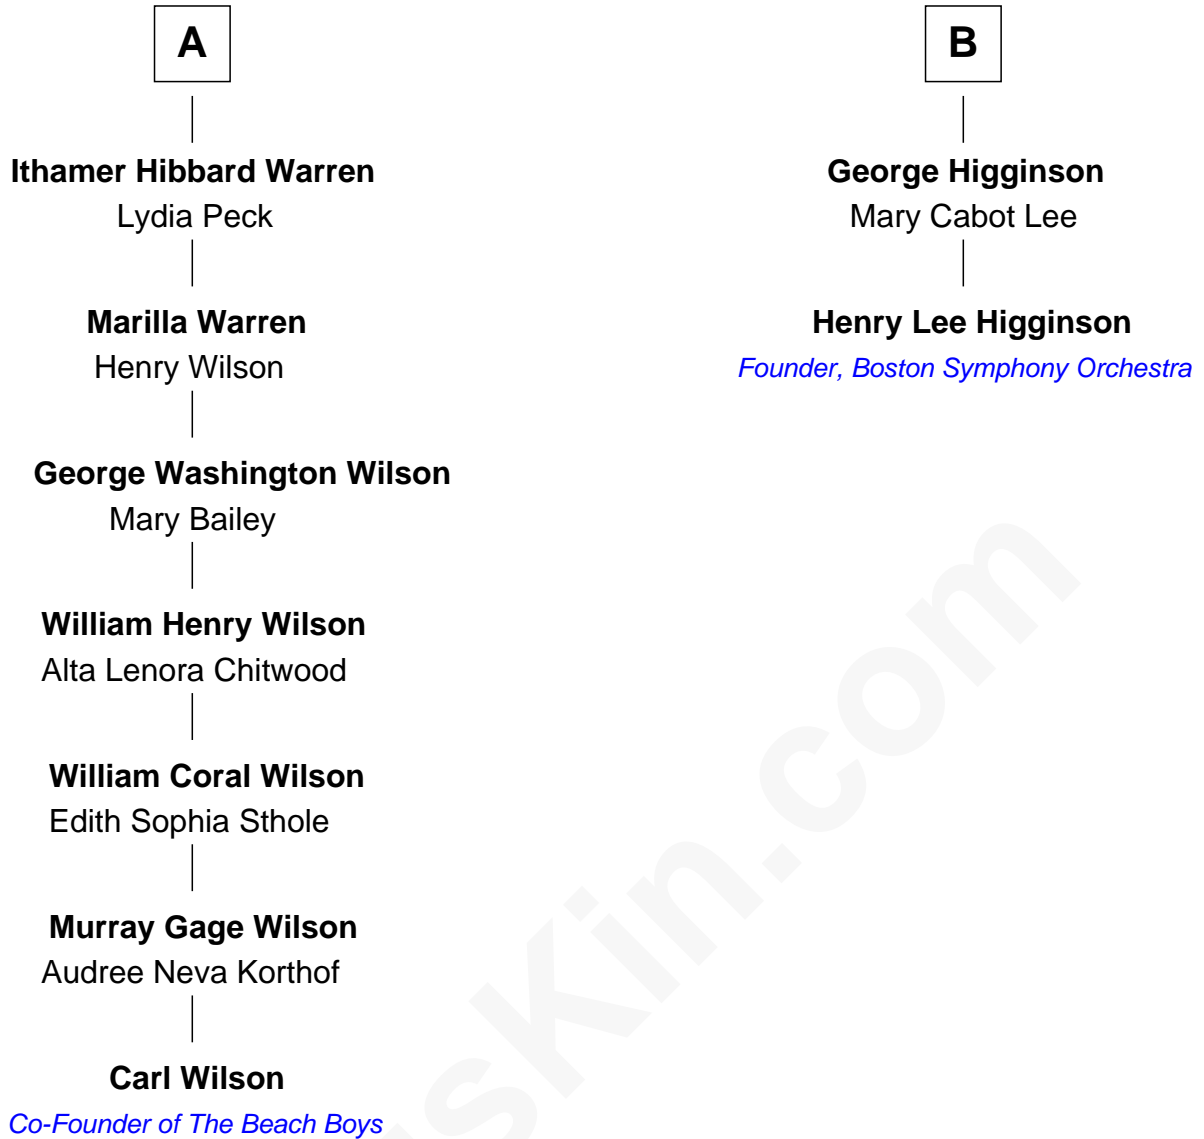 A
Ithamer Hibbard Warren
Lydia Peck
Marilla Warren
Henry Wilson
George Washington Wilson
Mary Bailey
William Henry Wilson
Alta Lenora Chitwood
William Coral Wilson
Edith Sophia Sthole
Murray Gage Wilson
Audree Neva Korthof
Carl Wilson
Co-Founder of The Beach Boys
B
George Higginson
Mary Cabot Lee
Henry Lee Higginson
Founder, Boston Symphony Orchestra
usKin.com